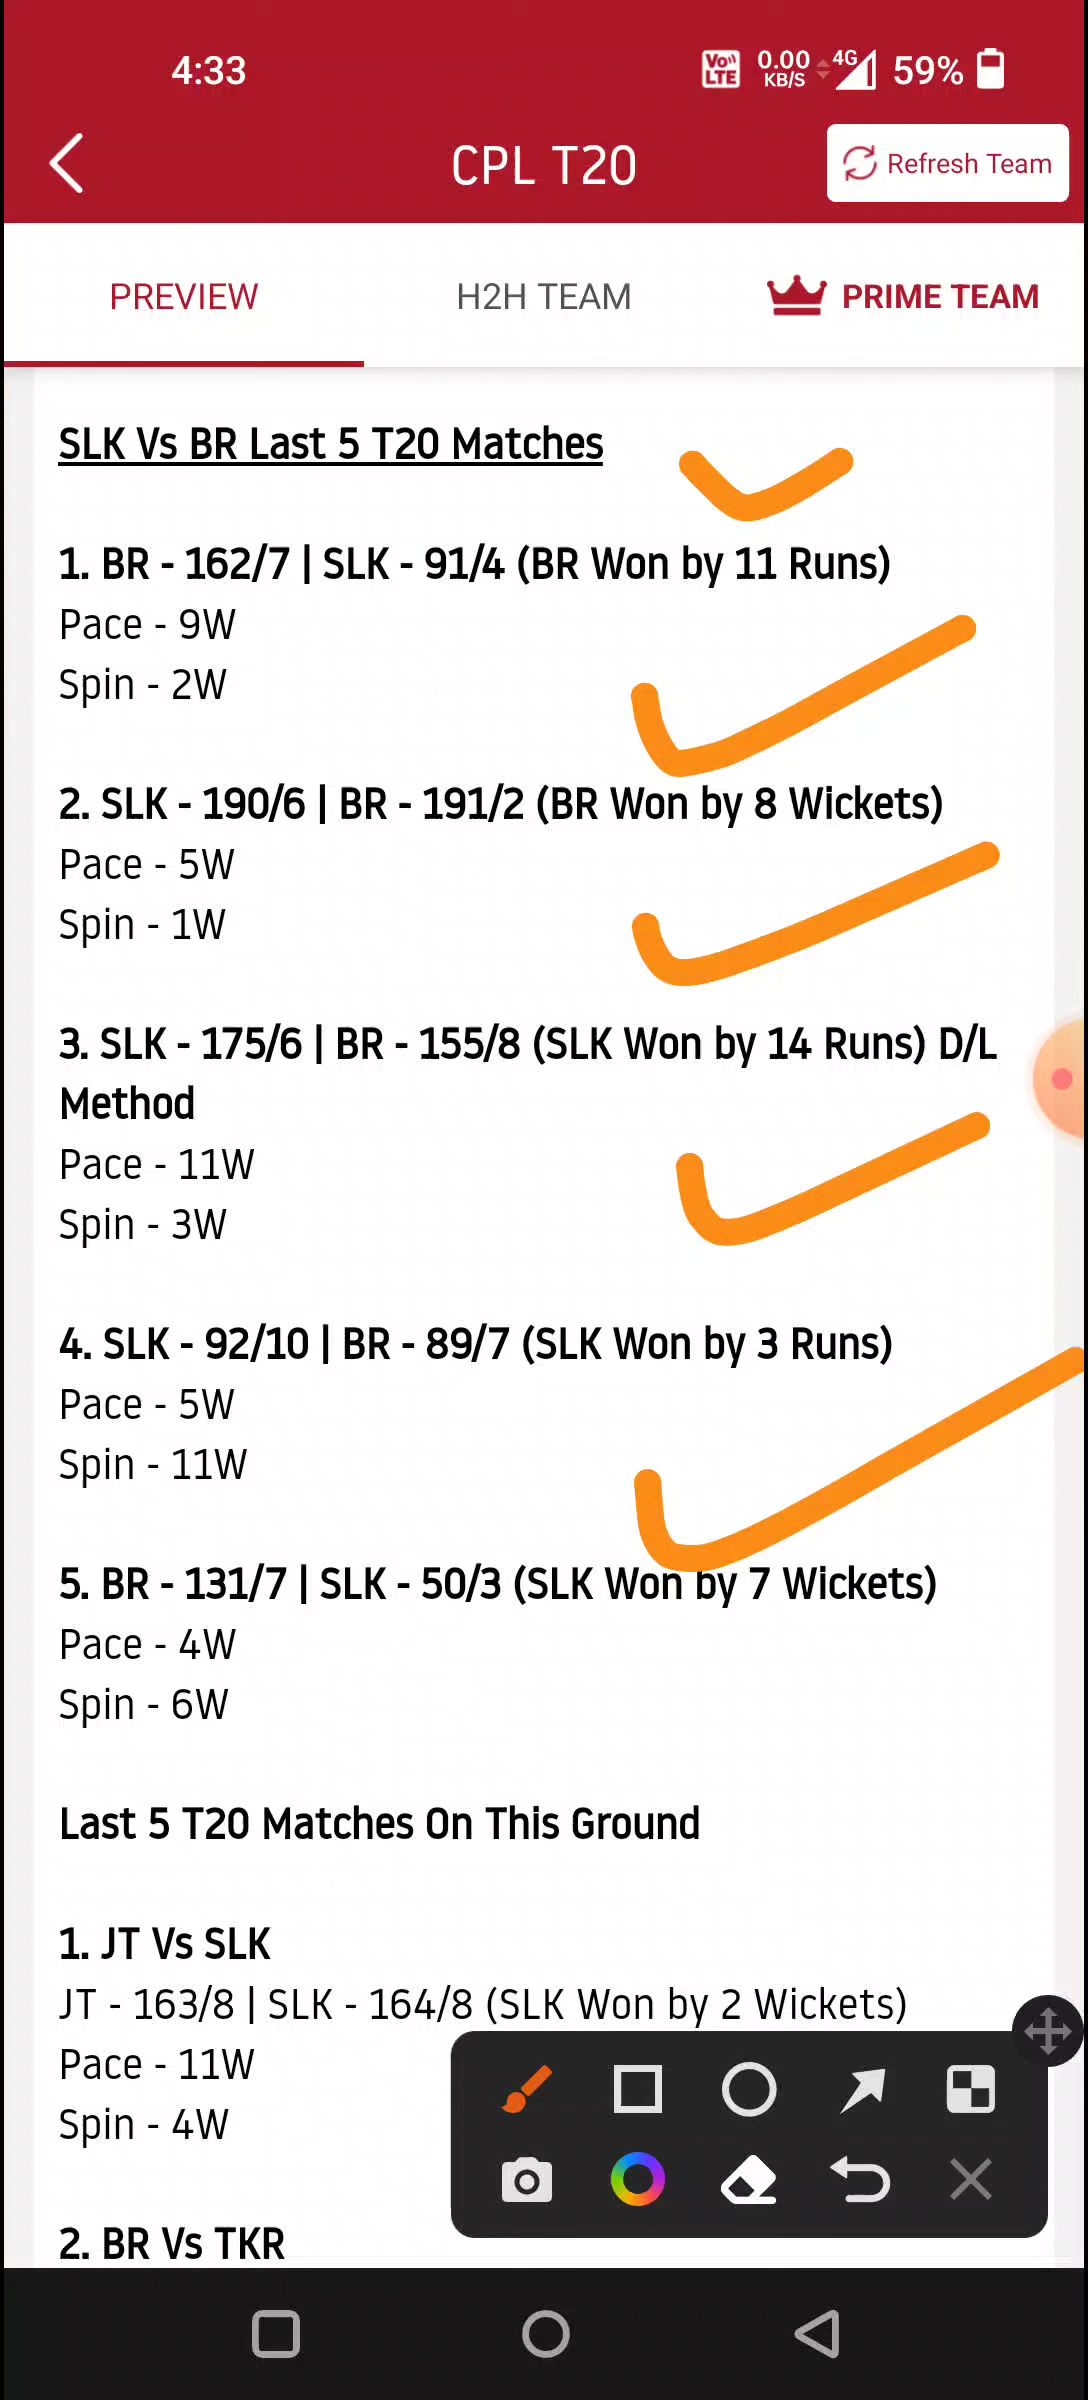 4:33
Vo))
LTE
0.00
KB/S
4G
59%
CPL T20
Refresh Team
PREVIEW
H2H TEAM
PRIME TEAM
SLK Vs BR Last 5 T20 Matches
1. BR - 162/7 | SLK - 91/4 (BR Won by 11 Runs)
Pace - 9W
Spin - 2W
2. SLK - 190/6 | BR - 191/2 (BR Won by 8 Wickets)
Pace - 5W
Spin - 1W
3. SLK - 175/6 | BR - 155/8 (SLK Won by 14 Runs) D/L
Method
Pace - 11W
Spin - 3W
4. SLK - 92/10 | BR - 89/7 (SLK Won by 3 Runs)
Pace - 5W
Spin - 11W
5. BR - 131/7 | SLK - 50/3 (SLK Won by 7 Wickets)
Pace - 4W
Spin - 6W
Last 5 T20 Matches On This Ground
1. JT Vs SLK
JT - 163/8 | SLK - 164/8 (SLK Won by 2 Wickets)
Pace - 11W
Spin - 4W
2. BR Vs TKR